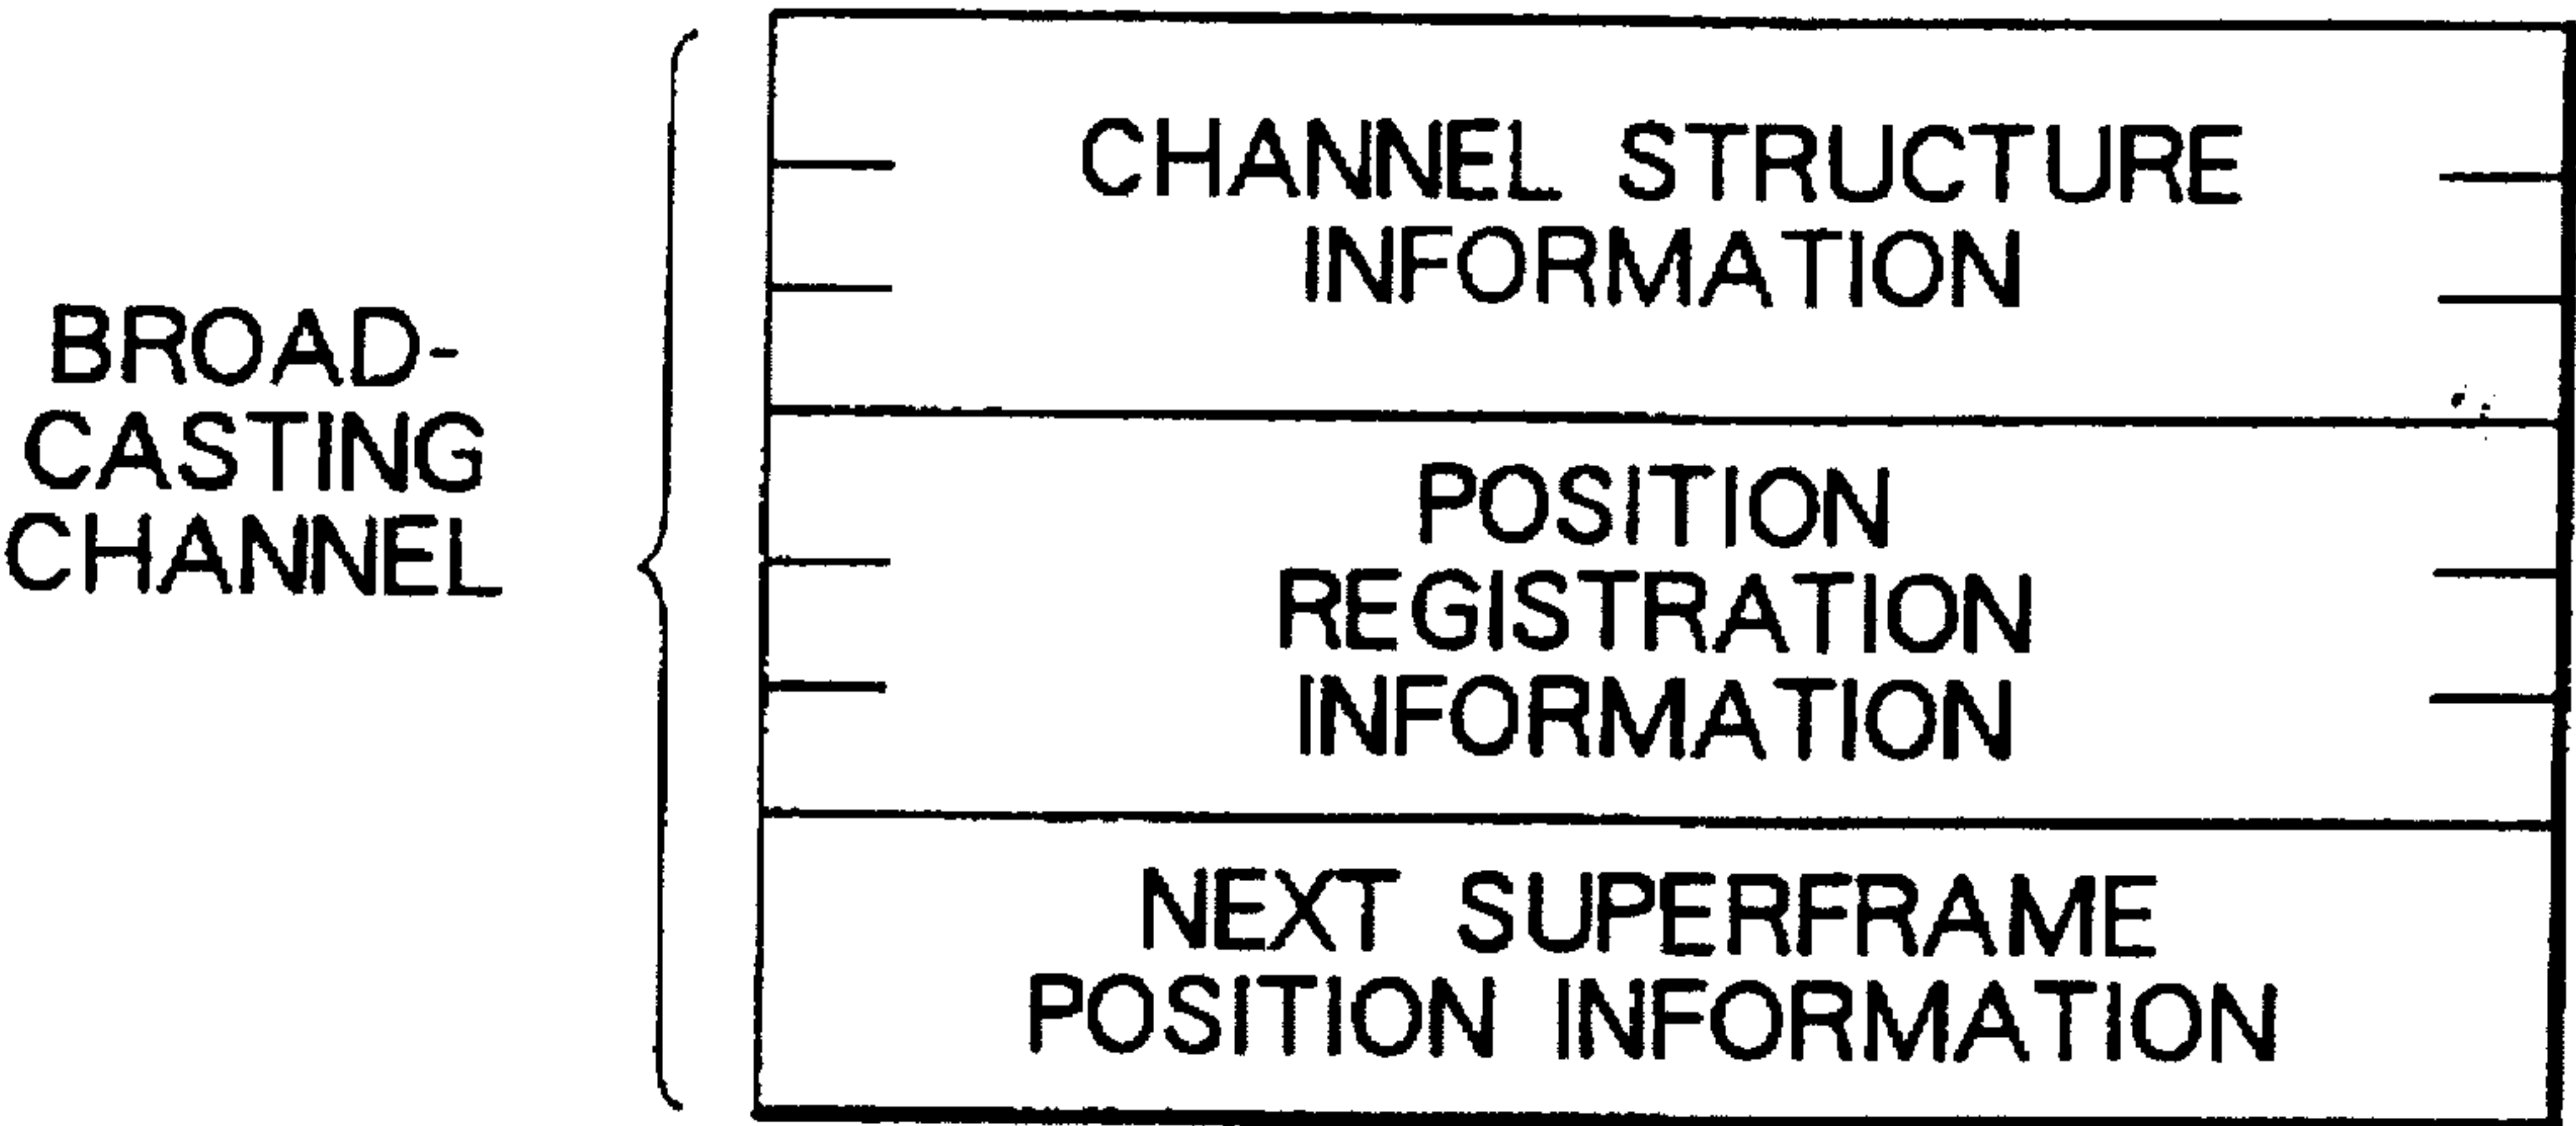 BROAD-
CASTING
CHANNEL
CHANNEL STRUCTURE
INFORMATION
POSITION
REGISTRATION
INFORMATION
NEXT SUPERFRAME
POSITION INFORMATION